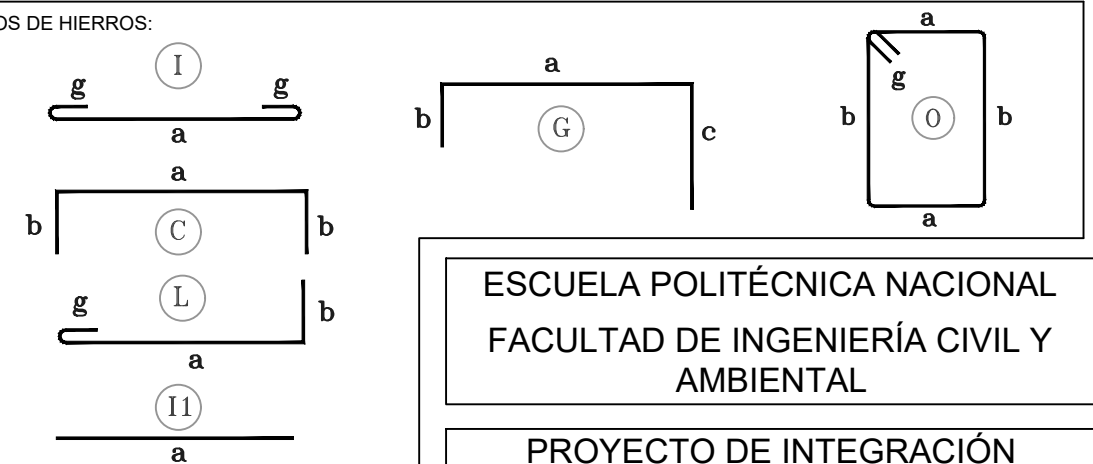 OS DE HIERROS:
I
g
g
a
a
b
C
b
g
L
b
a
I1
a
a
b
G
c
a
g
b
O
b
a
ESCUELA POLITÉCNICA NACIONAL
FACULTAD DE INGENIERÍA CIVIL Y
AMBIENTAL
PROYECTO DE INTEGRACIÓN